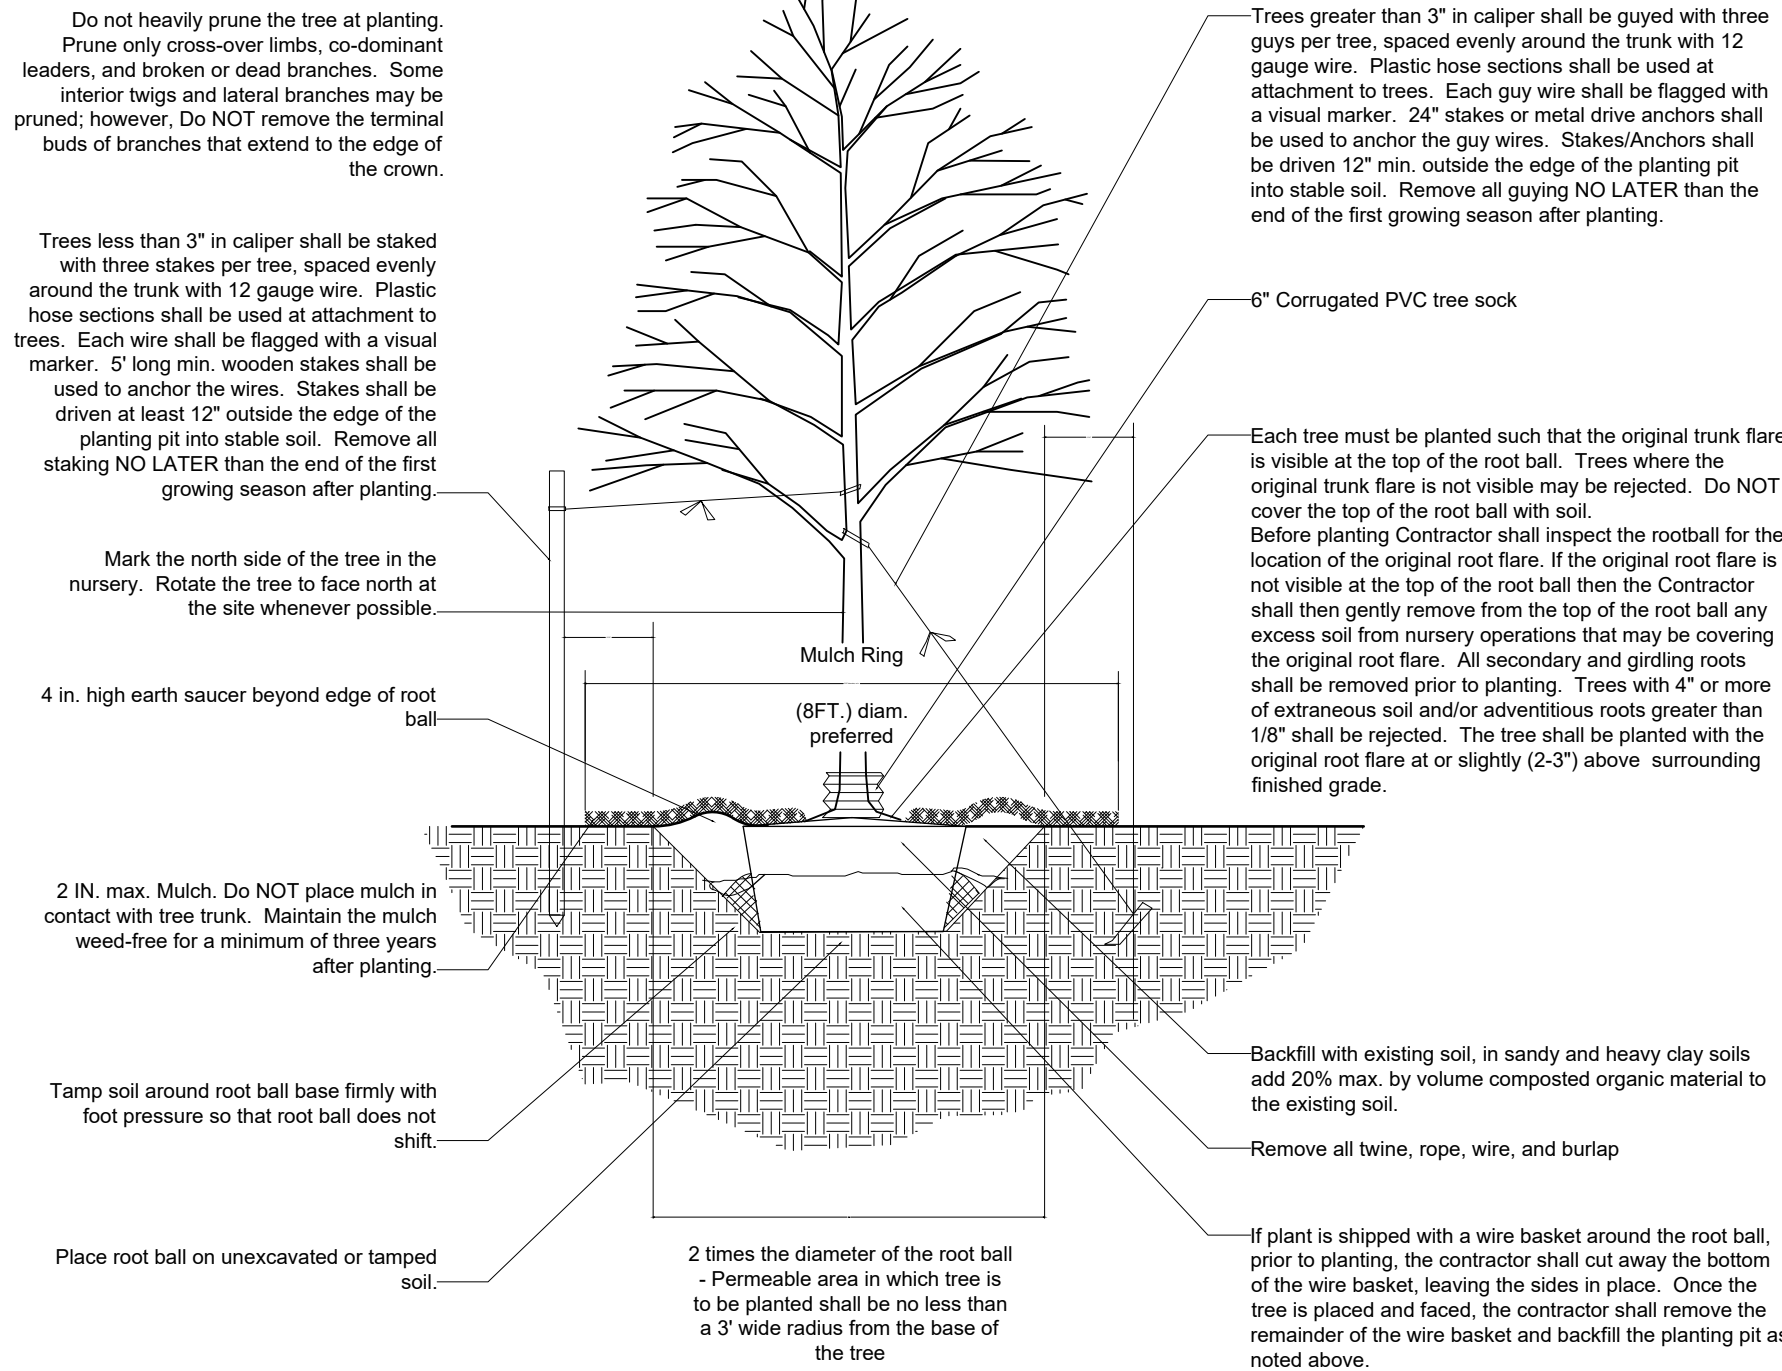 Do not heavily prune the tree at planting.
Prune only cross-over limbs, co-dominant
leaders, and broken or dead branches. Some
interior twigs and lateral branches may be
pruned; however, Do NOT remove the terminal
buds of branches that extend to the edge of
the crown.
Trees less than 3" in caliper shall be staked
with three stakes per tree, spaced evenly
around the trunk with 12 gauge wire. Plastic
hose sections shall be used at attachment to
trees. Each wire shall be flagged with a visual
marker. 5' long min. wooden stakes shall be
used to anchor the wires. Stakes shall be
driven at least 12" outside the edge of the
planting pit into stable soil. Remove all
staking NO LATER than the end of the first
growing season after planting.
Mark the north side of the tree in the
nursery. Rotate the tree to face north at
the site whenever possible.
4 in. high earth saucer beyond edge of root
ball
2 IN. max. Mulch. Do NOT place mulch in
contact with tree trunk. Maintain the mulch
weed-free for a minimum of three years
after planting.
Tamp soil around root ball base firmly with
foot pressure so that root ball does not
shift.
Place root ball on unexcavated or tamped
soil.
Mulch Ring
(8FT.) diam.
preferred
2 times the diameter of the root ball
- Permeable area in which tree is
to be planted shall be no less than
a 3' wide radius from the base of
the tree
Trees greater than 3" in caliper shall be guyed with three
guys per tree, spaced evenly around the trunk with 12
gauge wire. Plastic hose sections shall be used at
attachment to trees. Each guy wire shall be flagged with
a visual marker. 24" stakes or metal drive anchors shall
be used to anchor the guy wires. Stakes/Anchors shall
be driven 12" min. outside the edge of the planting pit
into stable soil. Remove all guying NO LATER than the
end of the first growing season after planting.
6" Corrugated PVC tree sock
Each tree must be planted such that the original trunk flare
is visible at the top of the root ball. Trees where the
original trunk flare is not visible may be rejected. Do NOT
cover the top of the root ball with soil.
Before planting Contractor shall inspect the rootball for the
location of the original root flare. If the original root flare is
not visible at the top of the root ball then the Contractor
shall then gently remove from the top of the root ball any
excess soil from nursery operations that may be covering
the original root flare. All secondary and girdling roots
shall be removed prior to planting. Trees with 4" or more
of extraneous soil and/or adventitious roots greater than
1/8" shall be rejected. The tree shall be planted with the
original root flare at or slightly (2-3") above surrounding
finished grade.
Backfill with existing soil, in sandy and heavy clay soils
add 20% max. by volume composted organic material to
the existing soil.
Remove all twine, rope, wire, and burlap
If plant is shipped with a wire basket around the root ball,
prior to planting, the contractor shall cut away the bottom
of the wire basket, leaving the sides in place. Once the
tree is placed and faced, the contractor shall remove the
remainder of the wire basket and backfill the planting pit as
noted above.